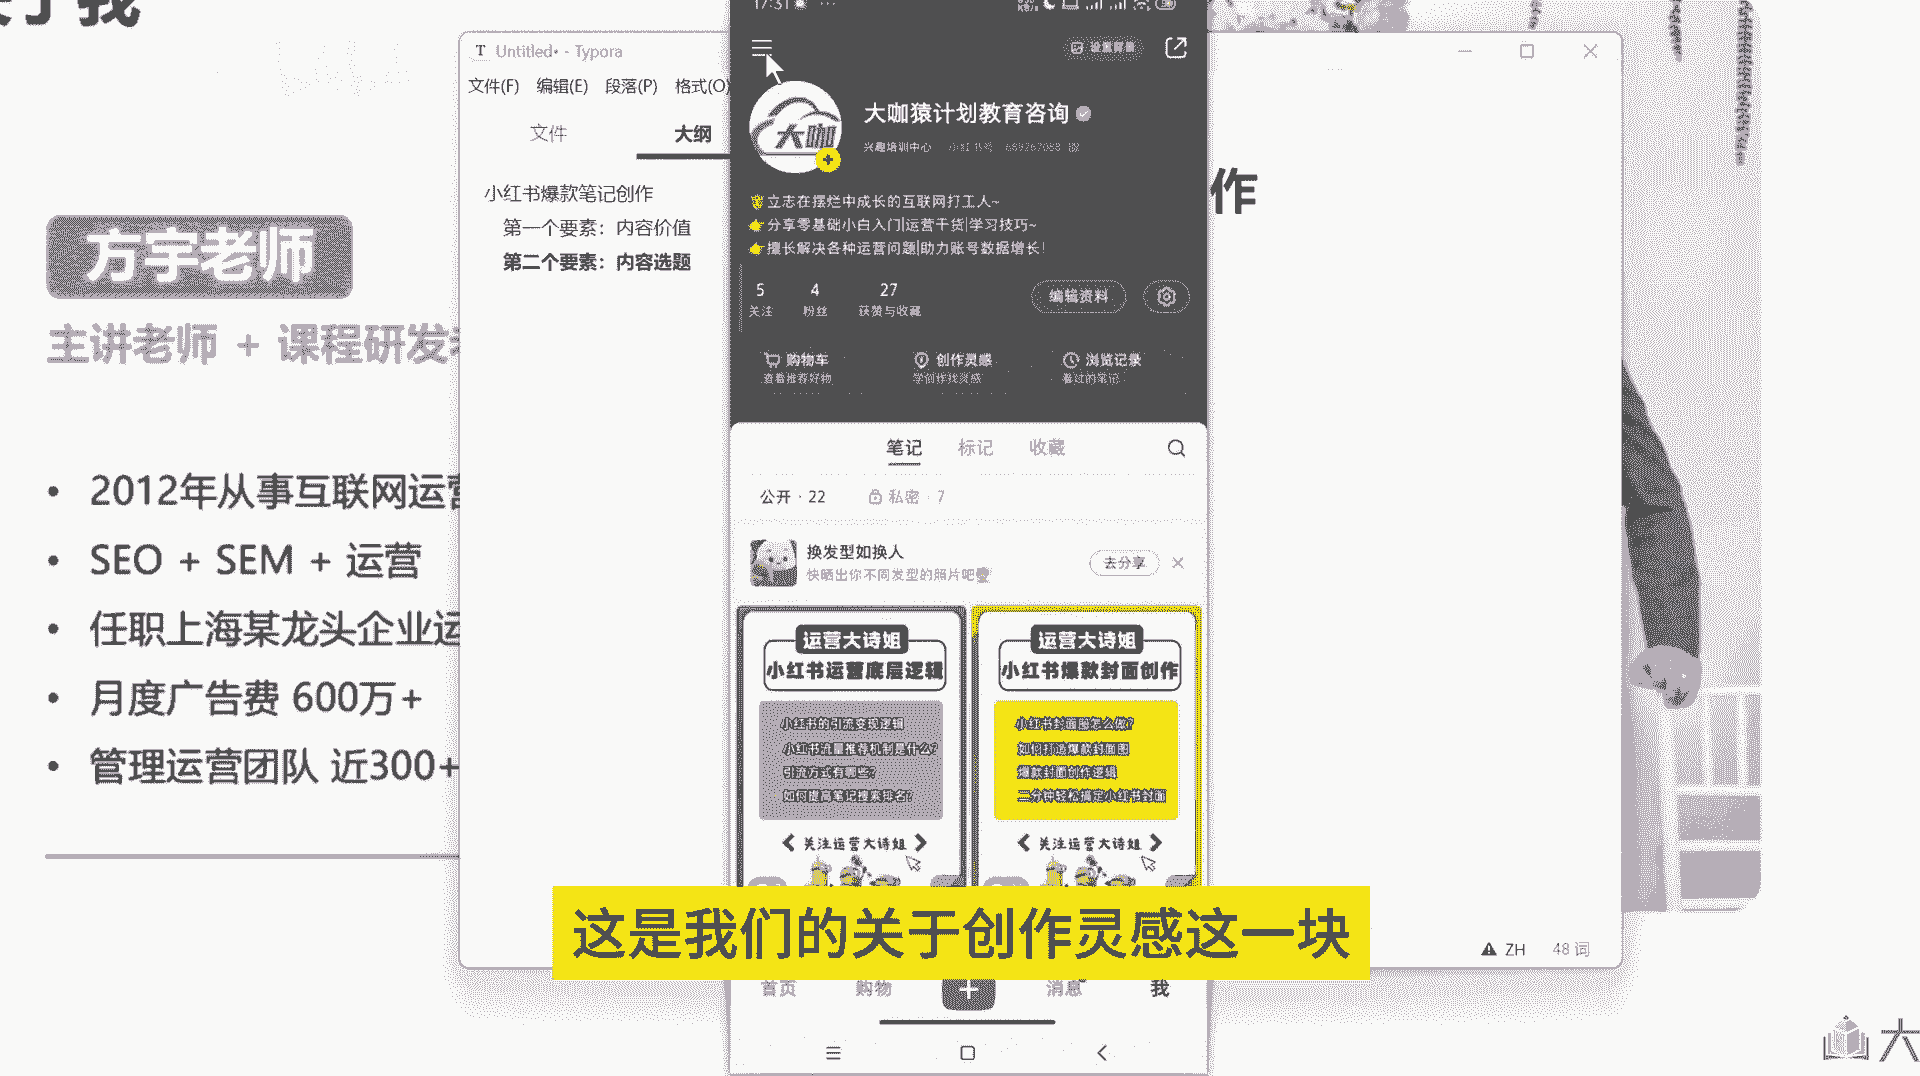 方宇老师
主讲老师 + 课程研发
• 2012年从事互联网运营
• SEO + SEM + 运营
• 任职上海某龙头企业运
• 月度广告费 600万+
• 管理运营团队 近300+
T Untitled• - Typora
文件(F) 编辑(E) 段落(P) 格式(O)
文件 大纲
小红书爆款笔记创作
第一个要素：内容价值
第二个要素：内容选题
作
17:31
设置背景
大咖
大咖猿计划教育咨询
兴趣培训中心 小红书号
立志在摆烂中成长的互联网打工人~
分享零基础小白入门|运营干货|学习技巧~
擅长解决各种运营问题|助力账号数据增长!
5 4 27
关注 粉丝 获赞与收藏
编辑资料
购物车 创作灵感 浏览记录
查看推荐好物 学创作找灵感 看过的笔记
笔记 标记 收藏
公开 · 22 私密 · 7
换发型如换人
快晒出你不同发型的照片吧
去分享
运营大诗姐
小红书运营底层逻辑
小红书的引流变现逻辑
小红书流量推荐机制是什么?
引流方式有哪些?
如何提高笔记搜索排名?
关注运营大诗姐
运营大诗姐
小红书爆款封面创作
小红书封面图怎么做?
如何打造爆款封面图
爆款封面创作逻辑
二分钟轻松搞定小红书封面
关注运营大诗姐
这是我们的关于创作灵感这一块
首页 购物 消息 我
ZH 48 词
大